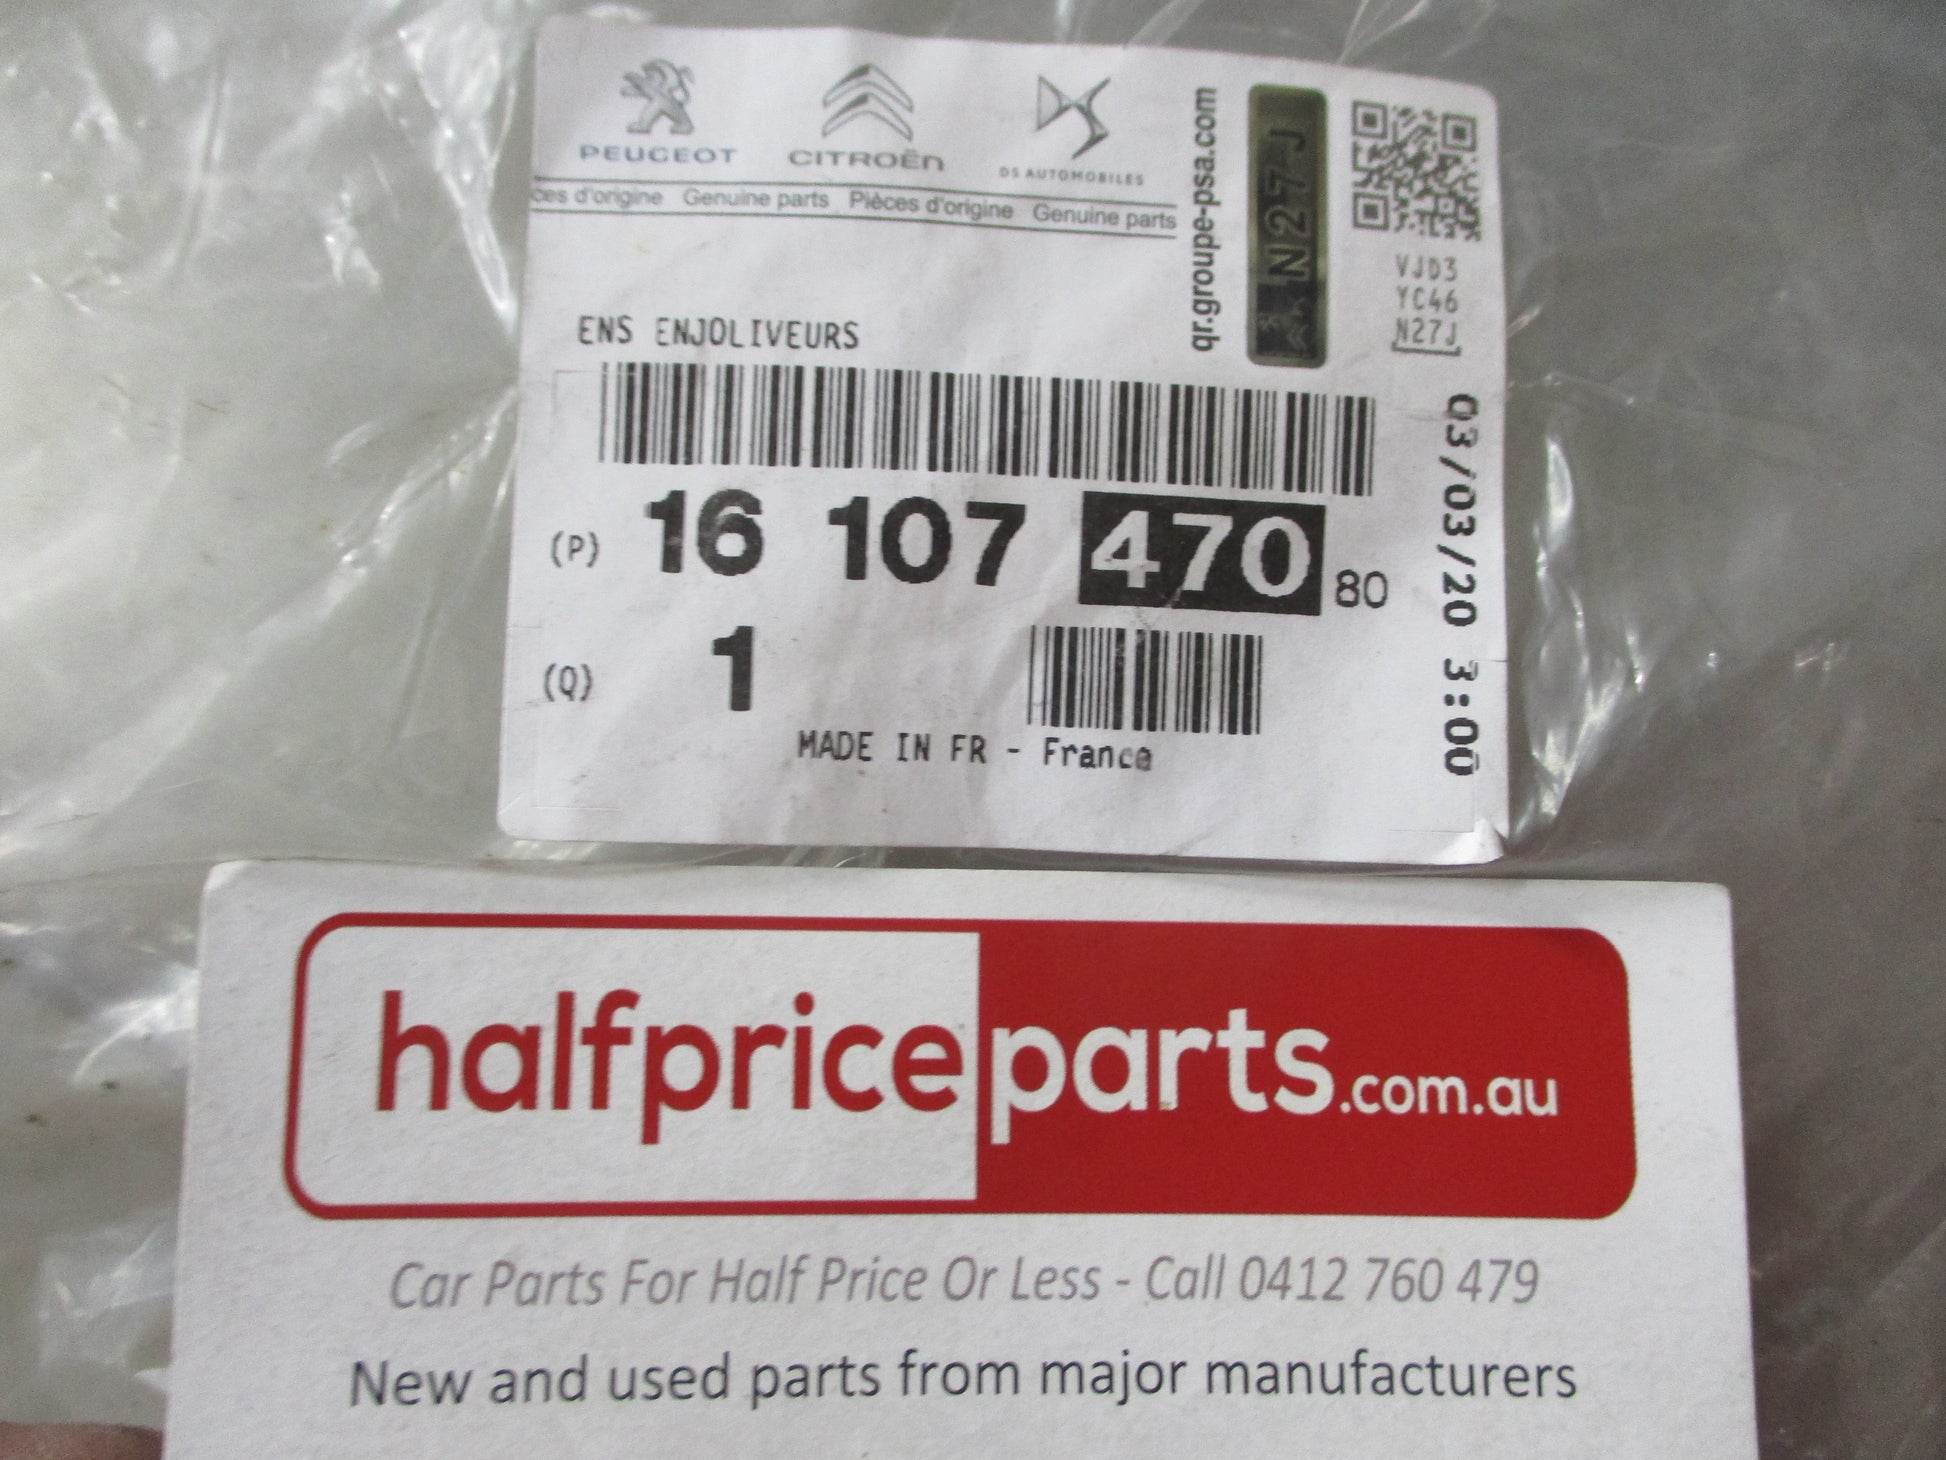 PEUGEOT CITROËN DS AUTOMOBILES
ces d'origine Genuine parts Pièces d'origine Genuine parts
qr.groupe-psa.com
N27J
VJD3
YC46
N27J
ENS ENJOLIVEURS
(P) 16 107 470 80
(Q) 1
MADE IN FR - France
03/03/20 3:00
halfpriceparts.com.au
Car Parts For Half Price Or Less - Call 0412 760 479
New and used parts from major manufacturers